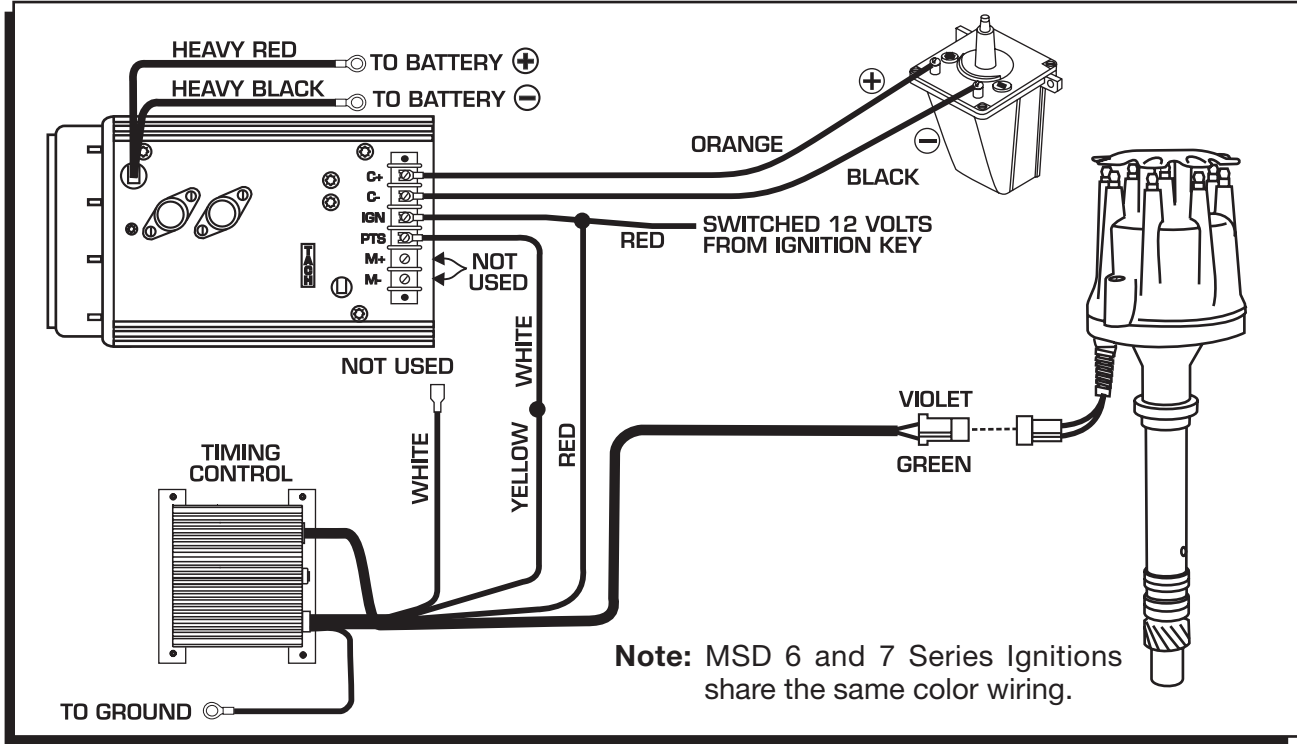 HEAVY RED
TO BATTERY +
HEAVY BLACK
TO BATTERY −
+
ORANGE
−
BLACK
C+
C-
IGN
PTS
M+
M-
TACH
NOT
USED
RED
SWITCHED 12 VOLTS
FROM IGNITION KEY
NOT USED
WHITE
WHITE
YELLOW
RED
VIOLET
GREEN
TIMING
CONTROL
TO GROUND
Note: MSD 6 and 7 Series Ignitions
share the same color wiring.